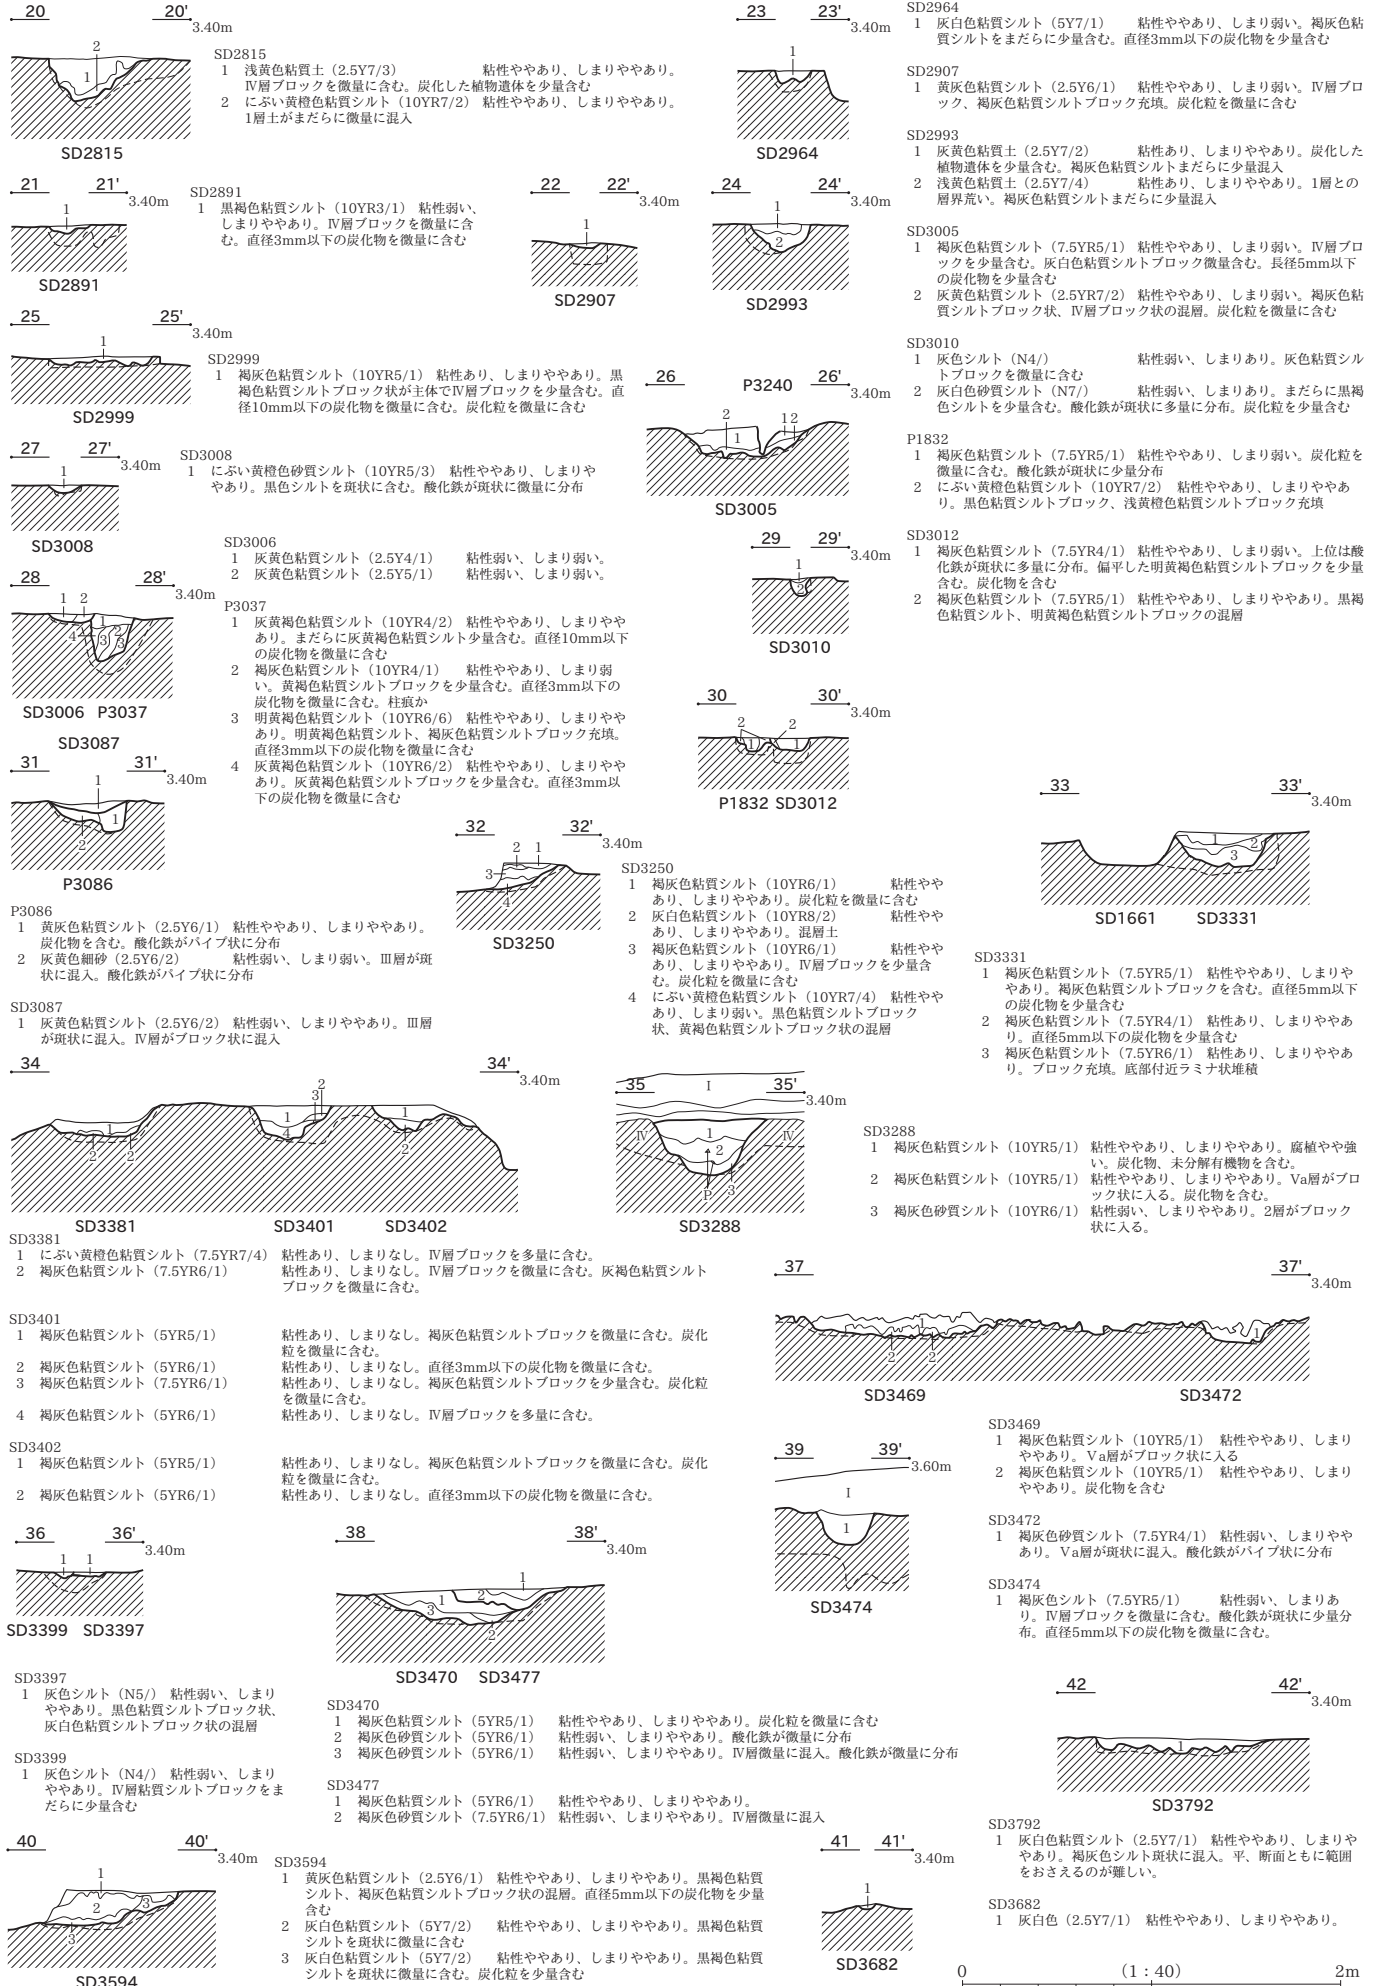 20 20'
3.40m
2
1
SD2815
SD2815
1 浅黄色粘質土（2.5Y7/3） 粘性ややあり、しまりややあり。
Ⅳ層ブロックを微量に含む。炭化した植物遺体を少量含む
2 にぶい黄橙色粘質シルト（10YR7/2） 粘性ややあり、しまりややあり。
1層土がまだらに微量に混入
23 23'
3.40m
1
SD2964
SD2964
1 灰白色粘質シルト（5Y7/1） 粘性ややあり、しまり弱い。褐灰色粘
質シルトをまだらに少量含む。直径3mm以下の炭化物を少量含む
SD2907
1 黄灰色粘質シルト（2.5Y6/1） 粘性ややあり、しまり弱い。Ⅳ層ブロ
ック、褐灰色粘質シルトブロック充填。炭化粒を微量に含む
SD2993
1 灰黄色粘質土（2.5Y7/2） 粘性あり、しまりややあり。炭化した
植物遺体を少量含む。褐灰色粘質シルトまだらに少量混入
2 浅黄色粘質土（2.5Y7/4） 粘性あり、しまりややあり。1層との
層界荒い。褐灰色粘質シルトまだらに少量混入
SD3005
1 褐灰色粘質シルト（7.5YR5/1） 粘性ややあり、しまり弱い。Ⅳ層ブロ
ックを少量含む。灰白色粘質シルトブロック微量含む。長径5mm以下
の炭化物を少量含む
2 灰黄色粘質シルト（2.5YR7/2） 粘性ややあり、しまり弱い。褐灰色粘
質シルトブロック状、Ⅳ層ブロック状の混層。炭化粒を微量に含む
SD3010
1 灰色シルト（N4/） 粘性弱い、しまりあり。灰色粘質シル
トブロックを微量に含む
2 灰白色砂質シルト（N7/） 粘性弱い、しまりあり。まだらに黒褐
色シルトを少量含む。酸化鉄が斑状に多量に分布。炭化粒を少量含む
P1832
1 褐灰色粘質シルト（7.5YR5/1） 粘性ややあり、しまり弱い。炭化粒を
微量に含む。酸化鉄が斑状に少量分布
2 にぶい黄橙色粘質シルト（10YR7/2） 粘性ややあり、しまりややあ
り。黒色粘質シルトブロック、浅黄橙色粘質シルトブロック充填
SD3012
1 褐灰色粘質シルト（7.5YR4/1） 粘性ややあり、しまり弱い。上位は酸
化鉄が斑状に多量に分布。偏平した明黄褐色粘質シルトブロックを少量
含む。炭化物を含む
2 褐灰色粘質シルト（7.5YR5/1） 粘性ややあり、しまりややあり。黒褐
色粘質シルト、明黄褐色粘質シルトブロックの混層
21 21'
3.40m
1
SD2891
SD2891
1 黒褐色粘質シルト（10YR3/1） 粘性弱い、
しまりややあり。Ⅳ層ブロックを微量に含
む。直径3mm以下の炭化物を微量に含む
22 22'
3.40m
1
SD2907
24 24'
3.40m
1
2
SD2993
25 25'
3.40m
1
SD2999
SD2999
1 褐灰色粘質シルト（10YR5/1） 粘性あり、しまりややあり。黒
褐色粘質シルトブロック状が主体でⅣ層ブロックを少量含む。直
径10mm以下の炭化物を微量に含む。炭化粒を微量に含む
26 P3240 26'
3.40m
2 1 2
1
SD3005
27 27'
3.40m
1
SD3008
SD3008
1 にぶい黄橙色砂質シルト（10YR5/3） 粘性ややあり、しまりや
やあり。黒色シルトを斑状に含む。酸化鉄が斑状に微量に分布
29 29'
3.40m
1
2
SD3010
28 28'
3.40m
1 2
1
2
4 3 3
SD3006 P3037
SD3087
SD3006
1 灰黄色粘質シルト（2.5Y4/1） 粘性弱い、しまり弱い。
2 灰黄色粘質シルト（2.5Y5/1） 粘性弱い、しまり弱い。
P3037
1 灰黄褐色粘質シルト（10YR4/2） 粘性ややあり、しまりやや
あり。まだらに灰黄褐色粘質シルト少量含む。直径10mm以下
の炭化物を微量に含む
2 褐灰色粘質シルト（10YR4/1） 粘性ややあり、しまり弱
い。黄褐色粘質シルトブロックを少量含む。直径3mm以下の
炭化物を微量に含む。柱痕か
3 明黄褐色粘質シルト（10YR6/6） 粘性ややあり、しまりやや
あり。明黄褐色粘質シルト、褐灰色粘質シルトブロック充填。
直径3mm以下の炭化物を微量に含む
4 灰黄褐色粘質シルト（10YR6/2） 粘性ややあり、しまりやや
あり。灰黄褐色粘質シルトブロックを少量含む。直径3mm以
下の炭化物を微量に含む
30 30'
3.40m
2 2
1 1
P1832 SD3012
31 31'
3.40m
1
1
2
P3086
32 32'
3.40m
2 1
3
4
SD3250
33 33'
3.40m
1 2
3
SD1661 SD3331
P3086
1 黄灰色粘質シルト（2.5Y6/1） 粘性ややあり、しまりややあり。
炭化物を含む。酸化鉄がパイプ状に分布
2 灰黄色細砂（2.5Y6/2） 粘性弱い、しまり弱い。Ⅲ層が斑
状に混入。酸化鉄がパイプ状に分布
SD3087
1 灰黄色粘質シルト（2.5Y6/2） 粘性弱い、しまりややあり。Ⅲ層
が斑状に混入。Ⅳ層がブロック状に混入
SD3250
1 褐灰色粘質シルト（10YR6/1） 粘性やや
あり、しまりややあり。炭化粒を微量に含む
2 灰白色粘質シルト（10YR8/2） 粘性やや
あり、しまりややあり。混層土
3 褐灰色粘質シルト（10YR6/1） 粘性やや
あり、しまりややあり。Ⅳ層ブロックを少量含
む。炭化粒を微量に含む
4 にぶい黄橙色粘質シルト（10YR7/4） 粘性やや
あり、しまり弱い。黒色粘質シルトブロック
状、黄褐色粘質シルトブロック状の混層
SD3331
1 褐灰色粘質シルト（7.5YR5/1） 粘性ややあり、しまりや
やあり。褐灰色粘質シルトブロックを含む。直径5mm以下
の炭化物を少量含む
2 褐灰色粘質シルト（7.5YR4/1） 粘性あり、しまりややあ
り。直径5mm以下の炭化物を少量含む
3 褐灰色粘質シルト（7.5YR6/1） 粘性あり、しまりややあ
り。ブロック充填。底部付近ラミナ状堆積
34 34'
3.40m
1
2 2
2
3
1
4
1
2
SD3381 SD3401 SD3402
35 35'
3.40m
Ⅰ
Ⅳ 1 Ⅳ
2
P 3
SD3288
SD3288
1 褐灰色粘質シルト（10YR5/1） 粘性ややあり、しまりややあり。腐植やや強
い。炭化物、未分解有機物を含む。
2 褐灰色粘質シルト（10YR5/1） 粘性ややあり、しまりややあり。Ⅴa層がブロ
ック状に入る。炭化物を含む。
3 褐灰色砂質シルト（10YR6/1） 粘性弱い、しまりややあり。2層がブロック
状に入る。
SD3381
1 にぶい黄橙色粘質シルト（7.5YR7/4） 粘性あり、しまりなし。Ⅳ層ブロックを多量に含む。
2 褐灰色粘質シルト（7.5YR6/1） 粘性あり、しまりなし。Ⅳ層ブロックを微量に含む。灰褐色粘質シルト
ブロックを微量に含む。
SD3401
1 褐灰色粘質シルト（5YR5/1） 粘性あり、しまりなし。褐灰色粘質シルトブロックを微量に含む。炭化
粒を微量に含む。
2 褐灰色粘質シルト（5YR6/1） 粘性あり、しまりなし。直径3mm以下の炭化物を微量に含む。
3 褐灰色粘質シルト（7.5YR6/1） 粘性あり、しまりなし。褐灰色粘質シルトブロックを少量含む。炭化粒
を微量に含む。
4 褐灰色粘質シルト（5YR6/1） 粘性あり、しまりなし。Ⅳ層ブロックを多量に含む。
SD3402
1 褐灰色粘質シルト（5YR5/1） 粘性あり、しまりなし。褐灰色粘質シルトブロックを微量に含む。炭化
粒を微量に含む。
2 褐灰色粘質シルト（5YR6/1） 粘性あり、しまりなし。直径3mm以下の炭化物を微量に含む。
37 37'
3.40m
1 1
2 2
SD3469 SD3472
SD3469
1 褐灰色粘質シルト（10YR5/1） 粘性ややあり、しまり
ややあり。Ⅴa層がブロック状に入る
2 褐灰色粘質シルト（10YR5/1） 粘性ややあり、しまり
ややあり。炭化物を含む
SD3472
1 褐灰色砂質シルト（7.5YR4/1） 粘性弱い、しまりやや
あり。Ⅴa層が斑状に混入。酸化鉄がパイプ状に分布
SD3474
1 褐灰色シルト（7.5YR5/1） 粘性弱い、しまりあ
り。Ⅳ層ブロックを微量に含む。酸化鉄が斑状に少量分
布。直径5mm以下の炭化物を微量に含む。
39 39'
3.60m
Ⅰ
1
SD3474
36 36'
3.40m
1 1
SD3399 SD3397
38 38'
3.40m
1
1 2
3
2
SD3470 SD3477
SD3397
1 灰色シルト（N5/） 粘性弱い、しまり
ややあり。黒色粘質シルトブロック状、
灰白色粘質シルトブロック状の混層
SD3399
1 灰色シルト（N4/） 粘性弱い、しまり
ややあり。Ⅳ層粘質シルトブロックをま
だらに少量含む
SD3470
1 褐灰色粘質シルト（5YR5/1） 粘性ややあり、しまりややあり。炭化粒を微量に含む
2 褐灰色砂質シルト（5YR6/1） 粘性弱い、しまりややあり。酸化鉄が微量に分布
3 褐灰色砂質シルト（5YR6/1） 粘性弱い、しまりややあり。Ⅳ層微量に混入。酸化鉄が微量に分布
SD3477
1 褐灰色粘質シルト（5YR6/1） 粘性ややあり、しまりややあり。
2 褐灰色砂質シルト（7.5YR6/1） 粘性弱い、しまりややあり。Ⅳ層微量に混入
42 42'
3.40m
1
SD3792
SD3792
1 灰白色粘質シルト（2.5Y7/1） 粘性ややあり、しまりや
やあり。褐灰色シルト斑状に混入。平、断面ともに範囲
をおさえるのが難しい。
SD3682
1 灰白色（2.5Y7/1） 粘性ややあり、しまりややあり。
40 40'
3.40m
1
2 3
3
SD3594
SD3594
1 黄灰色粘質シルト（2.5Y6/1） 粘性ややあり、しまりややあり。黒褐色粘質
シルト、褐灰色粘質シルトブロック状の混層。直径5mm以下の炭化物を少量
含む
2 灰白色粘質シルト（5Y7/2） 粘性ややあり、しまりややあり。黒褐色粘質
シルトを斑状に微量に含む
3 灰白色粘質シルト（5Y7/2） 粘性ややあり、しまりややあり。黒褐色粘質
シルトを斑状に微量に含む。炭化粒を少量含む
41 41'
3.40m
1
SD3682
0 （1：40） 2m